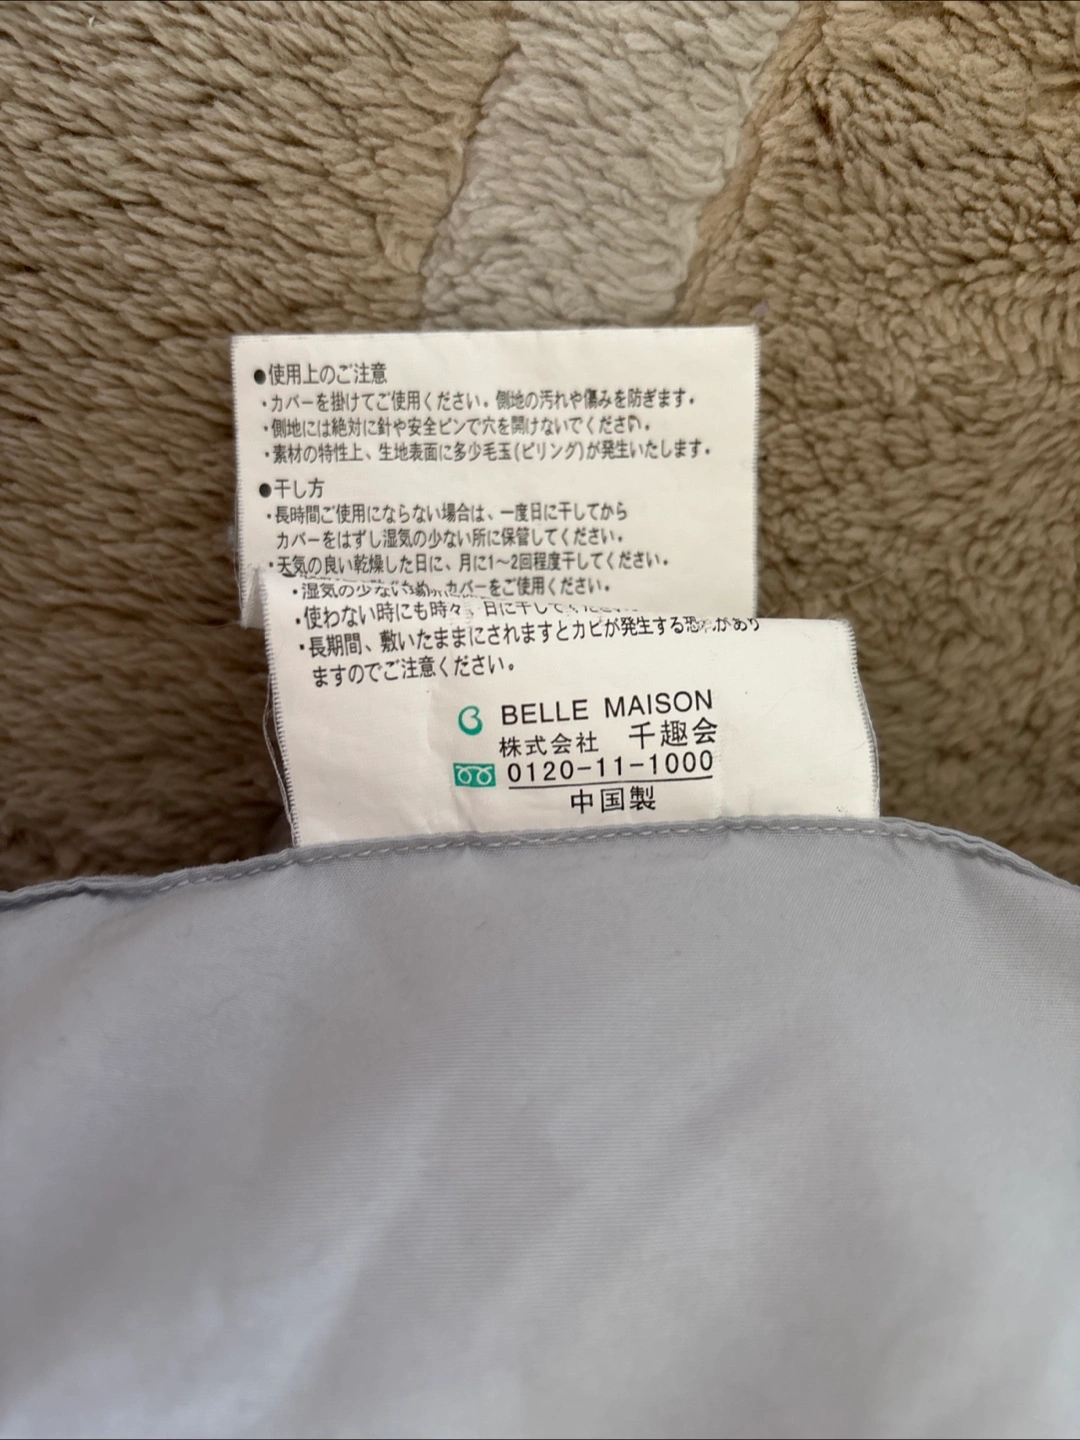 ●使用上のご注意
・カバーを掛けてご使用ください。側地の汚れや傷みを防ぎます。
・側地には絶対に針や安全ピンで穴を開けないでください。
・素材の特性上、生地表面に多少毛玉(ピリング)が発生いたします。
●干し方
・長時間ご使用にならない場合は、一度日に干してから
カバーをはずし湿気の少ない所に保管してください。
・天気の良い乾燥した日に、月に1〜2回程度干してください。
・湿気の少ない カバーをご使用ください。
・使わない時にも時々 日に干して
・長期間、敷いたままにされますとカビが発生する恐 があり
ますのでご注意ください。
BELLE MAISON
株式会社 千趣会
0120-11-1000
中国製